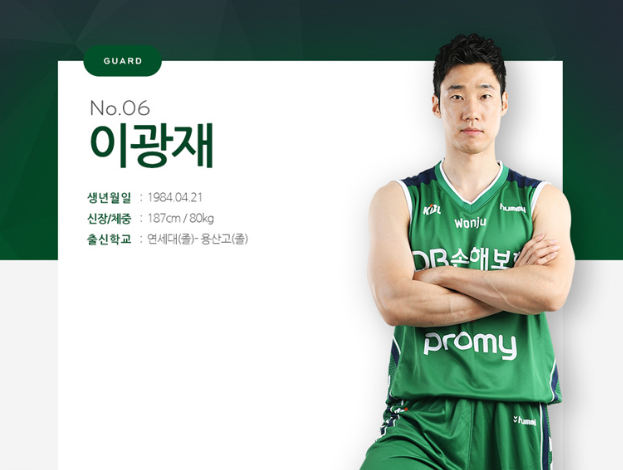 GUARD
No.06
이광재
생년월일 : 1984.04.21
신장/체중 : 187cm / 80kg
출신학교 : 연세대(졸)- 용산고(졸)
KBL
hummel
Wonju
DB손해보험
promy
hummel